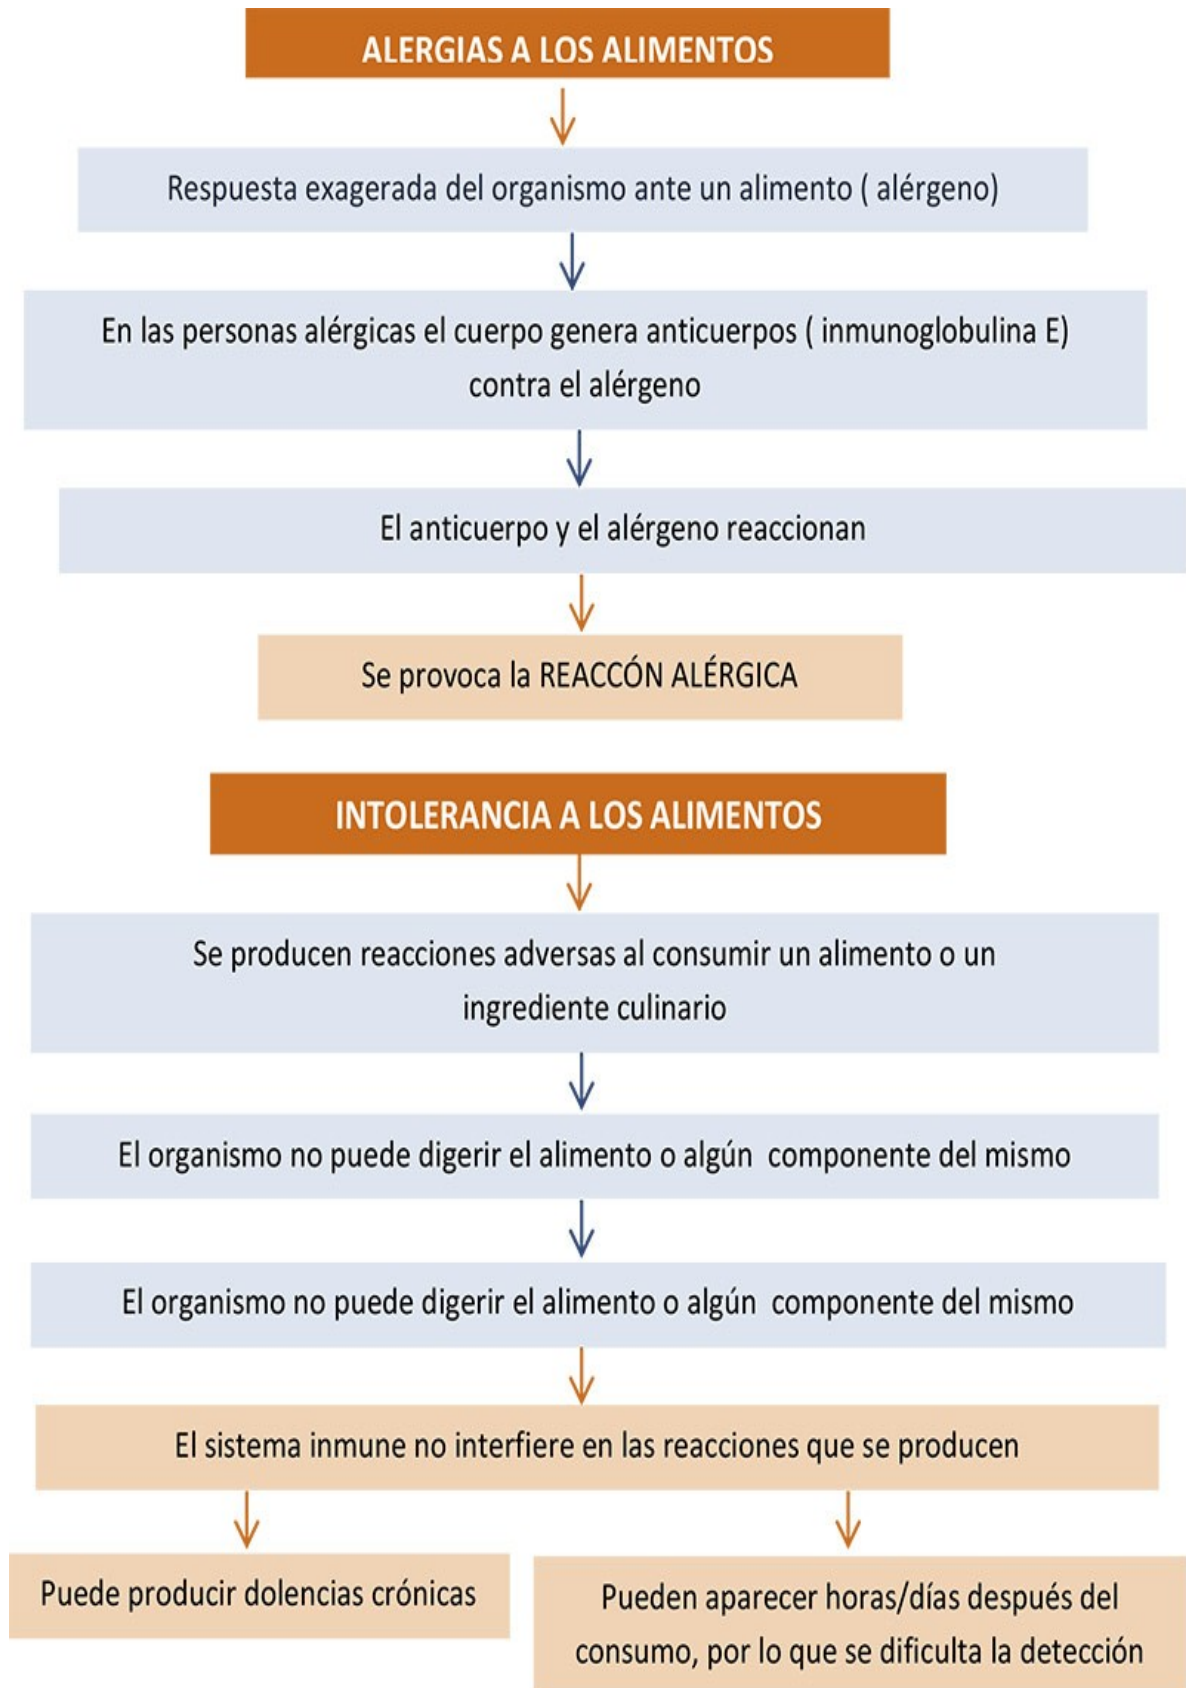 ALERGIAS A LOS ALIMENTOS
Respuesta exagerada del organismo ante un alimento ( alérgeno)
En las personas alérgicas el cuerpo genera anticuerpos ( inmunoglobulina E)
contra el alérgeno
El anticuerpo y el alérgeno reaccionan
Se provoca la REACCÓN ALÉRGICA
INTOLERANCIA A LOS ALIMENTOS
Se producen reacciones adversas al consumir un alimento o un
ingrediente culinario
El organismo no puede digerir el alimento o algún componente del mismo
El organismo no puede digerir el alimento o algún componente del mismo
El sistema inmune no interfiere en las reacciones que se producen
Puede producir dolencias crónicas
Pueden aparecer horas/días después del
consumo, por lo que se dificulta la detección